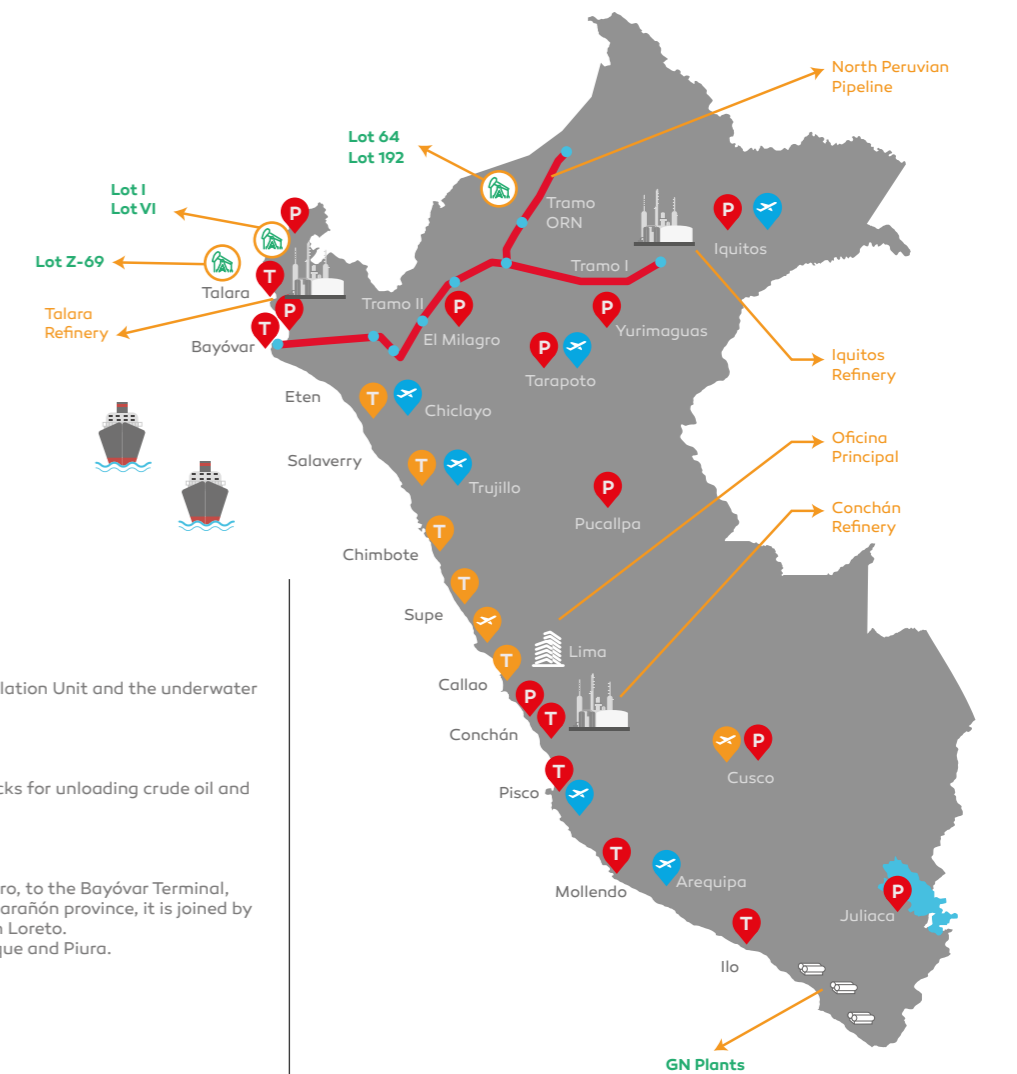 North Peruvian
Pipeline
Lot 64
Lot 192
Lot I
Lot VI
P
P
Tramo
ORN
Iquitos
Lot Z-69
T
Talara
Tramo I
Talara
Refinery
P
Tramo II
P
P
T
El Milagro
Yurimaguas
Bayóvar
P
Tarapoto
Iquitos
Refinery
Eten
T
Chiclayo
Oficina
Principal
Salaverry
T
Trujillo
P
Pucallpa
Conchán
Refinery
T
Chimbote
T
Supe
Lima
T
Callao
P
T
Conchán
lation Unit and the underwater
P
Cusco
T
Pisco
cks for unloading crude oil and
T
Mollendo
Arequipa
P
Juliaca
ro, to the Bayóvar Terminal,
arañón province, it is joined by
n Loreto.
que and Piura.
T
Ilo
GN Plants